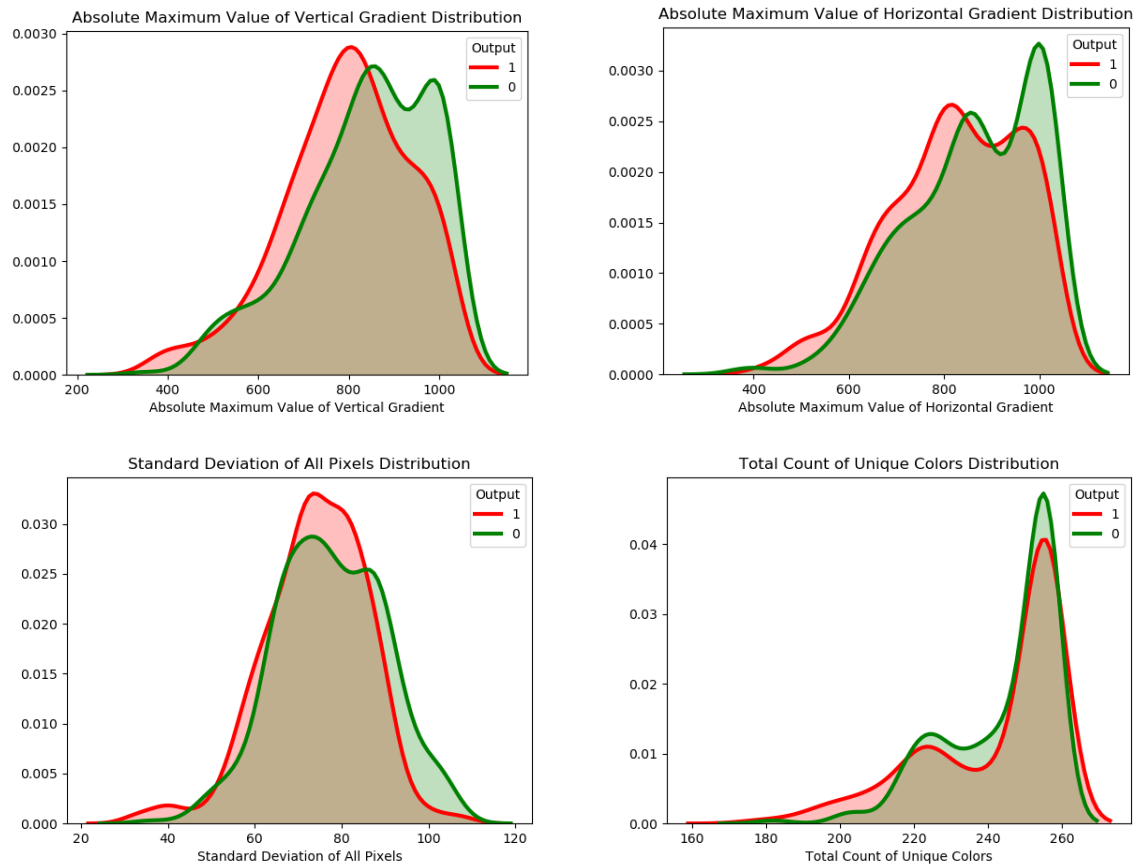 Absolute Maximum Value of Vertical Gradient Distribution
0.0030
0.0025
0.0020
0.0015
0.0010
0.0005
0.0000
200 400 600 800 1000
Absolute Maximum Value of Vertical Gradient
Output
1
0
Absolute Maximum Value of Horizontal Gradient Distribution
0.0030
0.0025
0.0020
0.0015
0.0010
0.0005
0.0000
400 600 800 1000
Absolute Maximum Value of Horizontal Gradient
Output
1
0
Standard Deviation of All Pixels Distribution
0.030
0.025
0.020
0.015
0.010
0.005
0.000
20 40 60 80 100 120
Standard Deviation of All Pixels
Output
1
0
Total Count of Unique Colors Distribution
0.04
0.03
0.02
0.01
0.00
160 180 200 220 240 260
Total Count of Unique Colors
Output
1
0